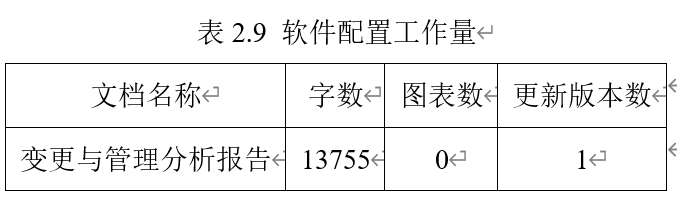 表 2.9 软件配置工作量
文档名称 字数 图表数 更新版本数
变更与管理分析报告 13755 0 1